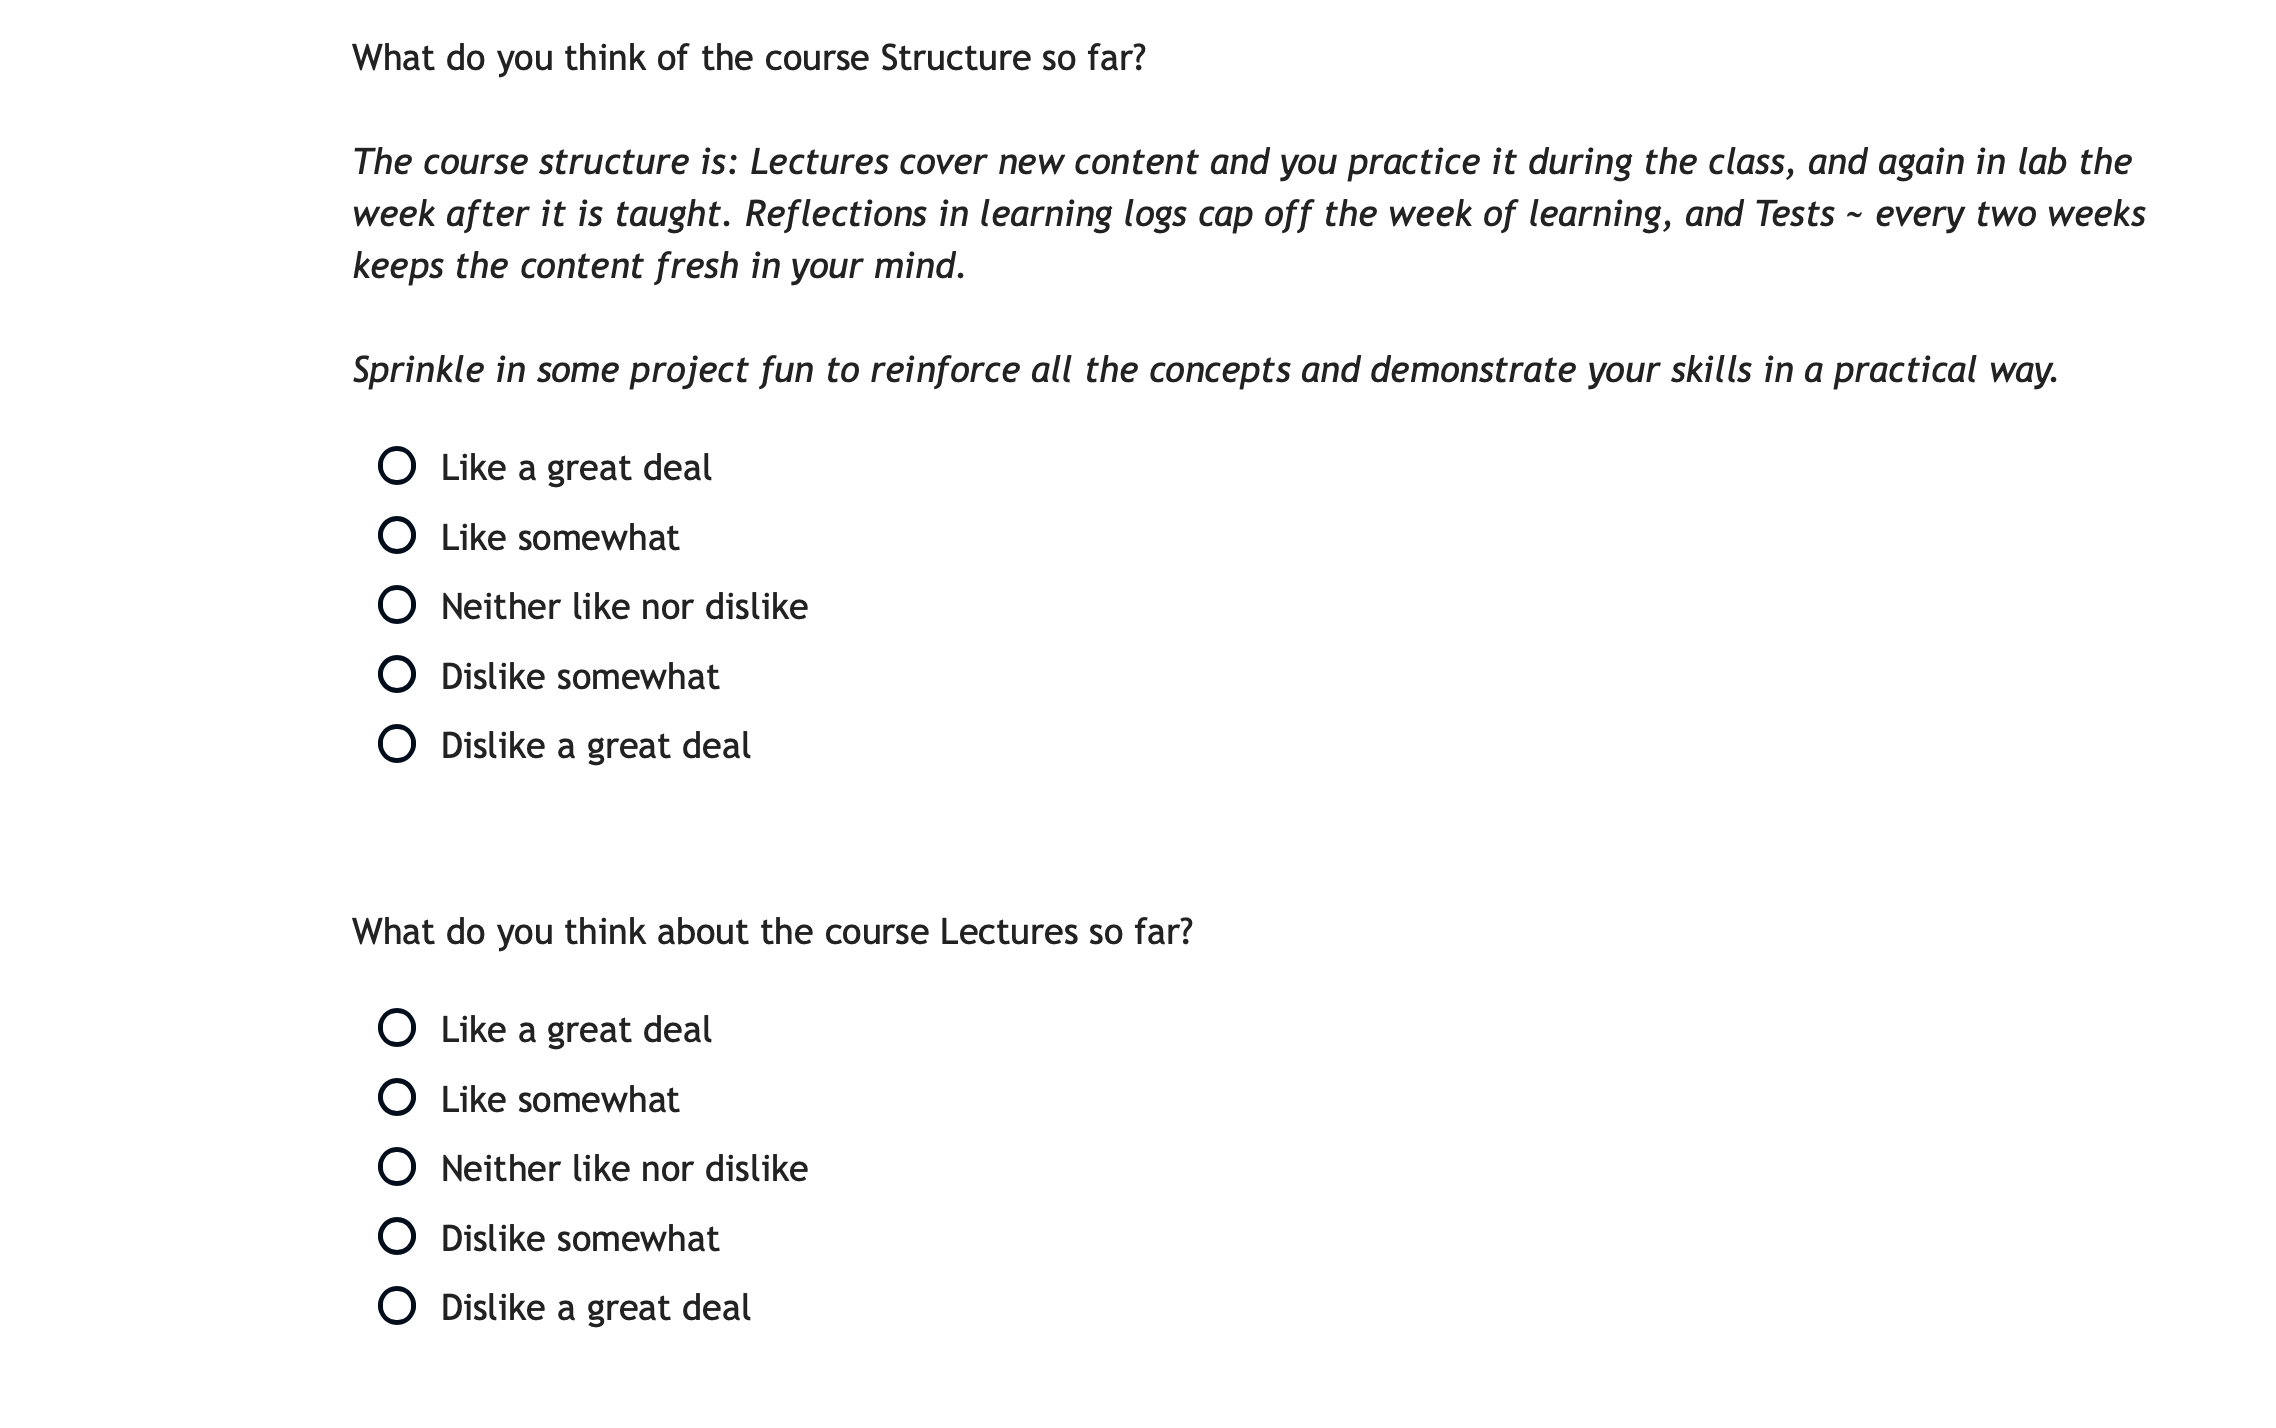 What do you think of the course Structure so far?
The course structure is: Lectures cover new content and you practice it during the class, and again in lab the
week after it is taught. Reflections in learning logs cap off the week of learning, and Tests ~ every two weeks
keeps the content fresh in your mind.
Sprinkle in some project fun to reinforce all the concepts and demonstrate your skills in a practical way.
Like a great deal
Like somewhat
Neither like nor dislike
Dislike somewhat
Dislike a great deal
What do you think about the course Lectures so far?
Like a great deal
Like somewhat
Neither like nor dislike
Dislike somewhat
Dislike a great deal